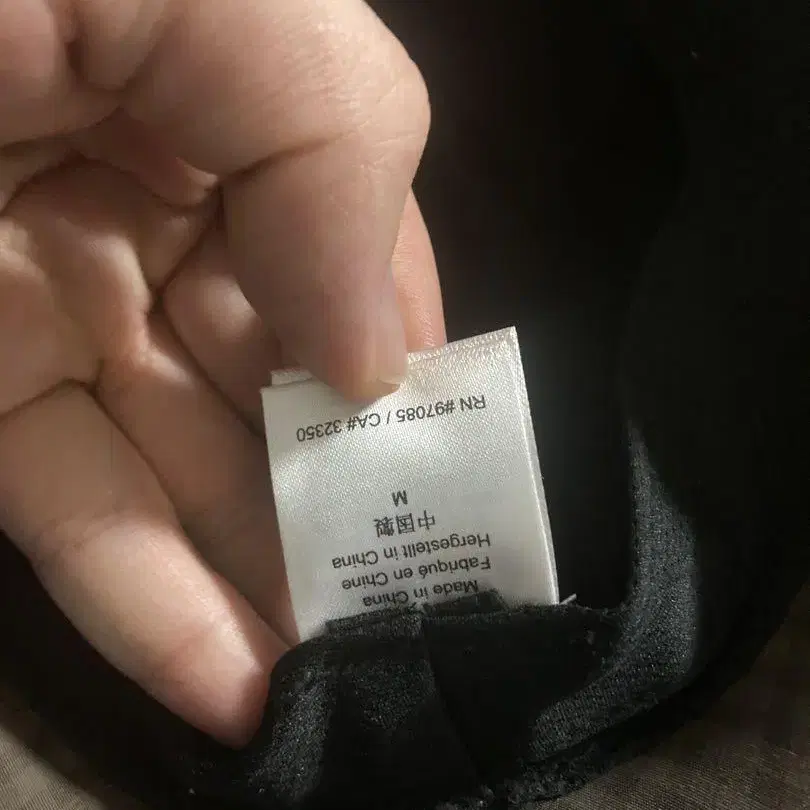 Made in China
Fabriqué en Chine
Hergestellt in China
中国製
M
RN #97085 / CA# 32350